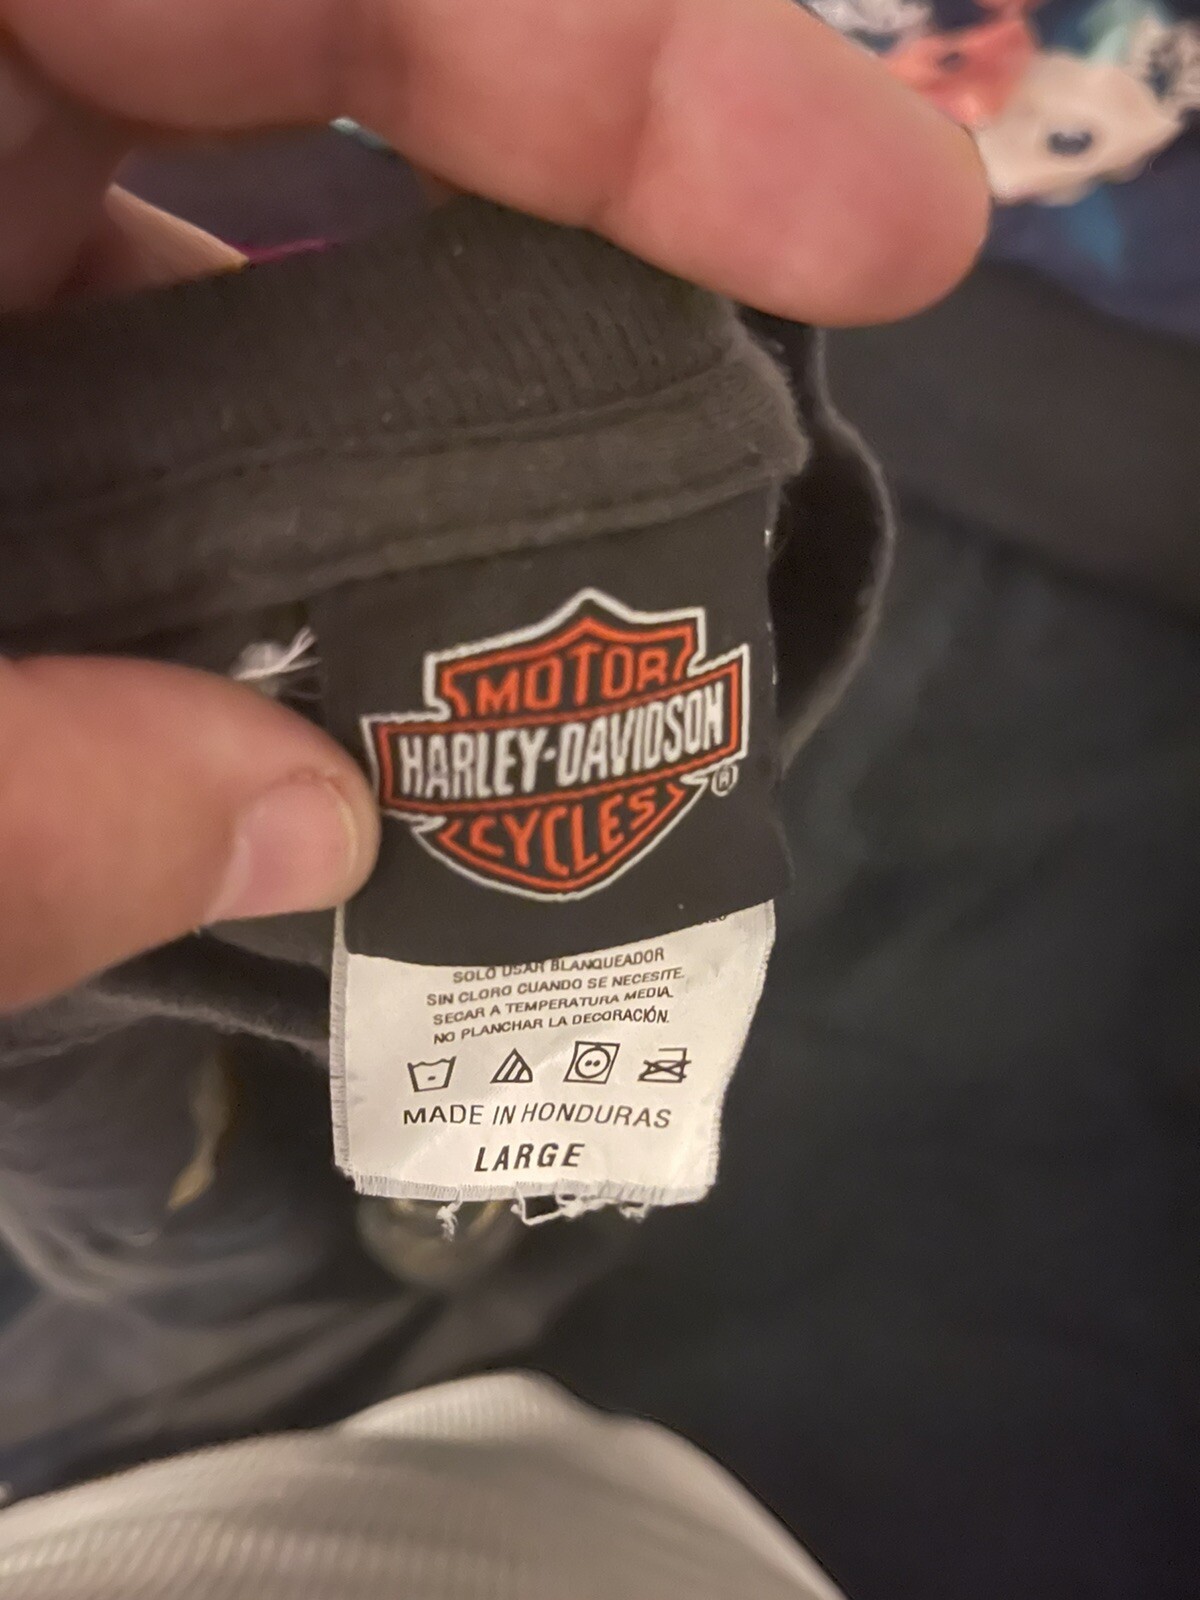 MOTOR
HARLEY-DAVIDSON
®
CYCLES
SOLO USAR BLANQUEADOR
SIN CLORO CUANDO SE NECESITE.
SECAR A TEMPERATURA MEDIA.
NO PLANCHAR LA DECORACIÓN.
MADE IN HONDURAS
LARGE